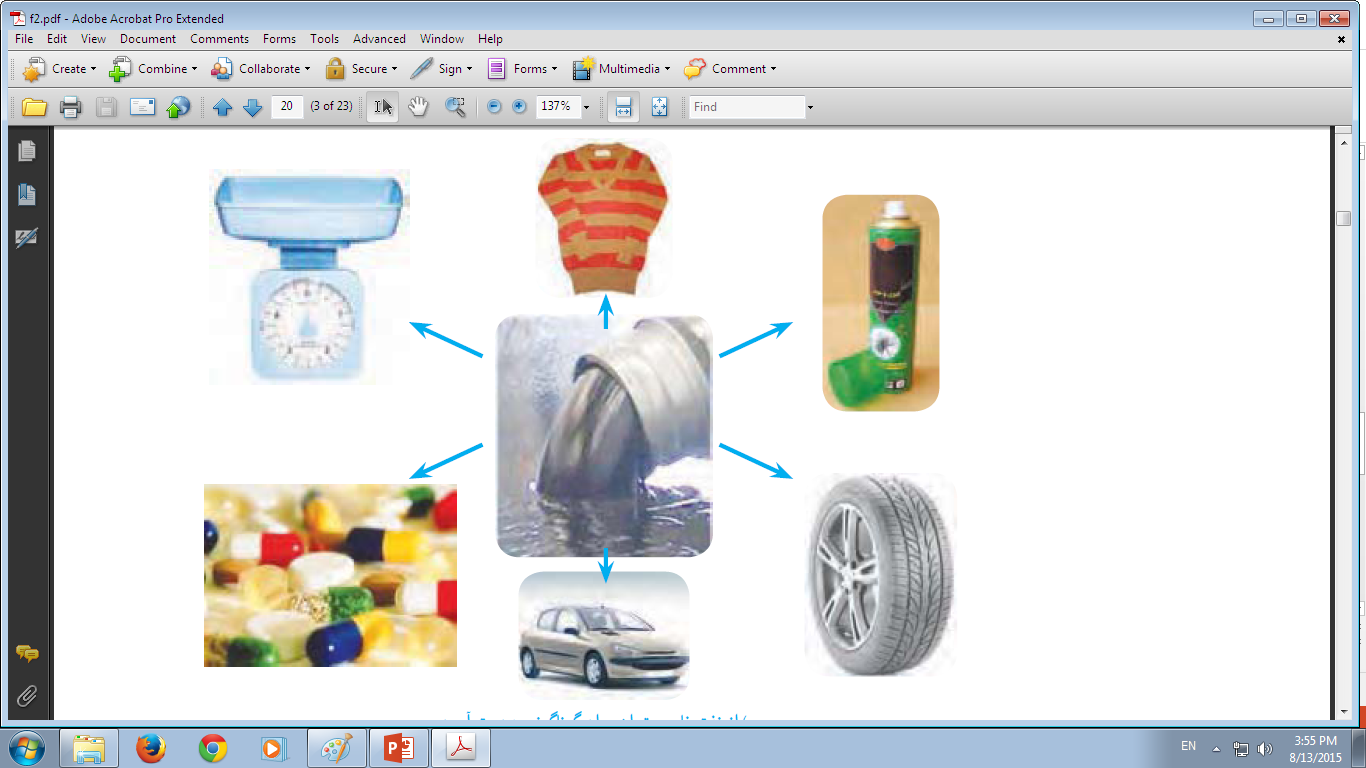 f2.pdf - Adobe Acrobat Pro Extended
File Edit View Document Comments Forms Tools Advanced Window Help
Create Combine Collaborate Secure Sign Forms Multimedia Comment
20 (3 of 23) 137% Find
EN 3:55 PM
8/13/2015